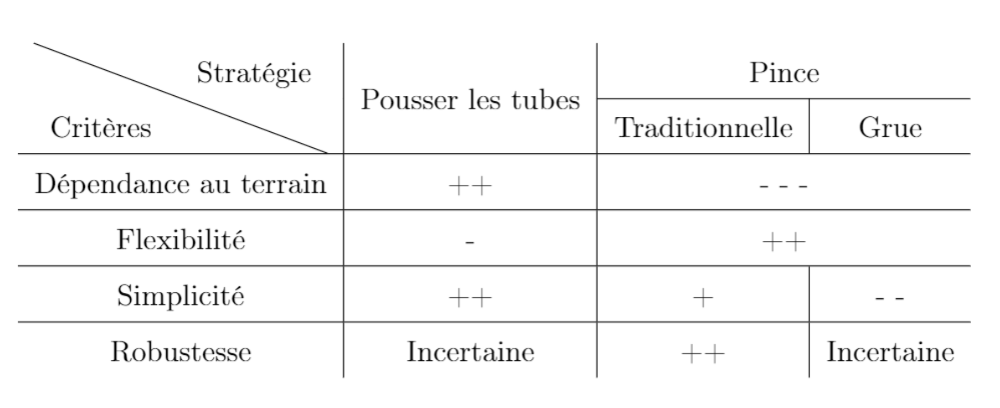 Stratégie
Critères
Pousser les tubes
Pince
Traditionnelle Grue
Dépendance au terrain ++ - - -
Flexibilité - ++
Simplicité ++ + - -
Robustesse Incertaine ++ Incertaine